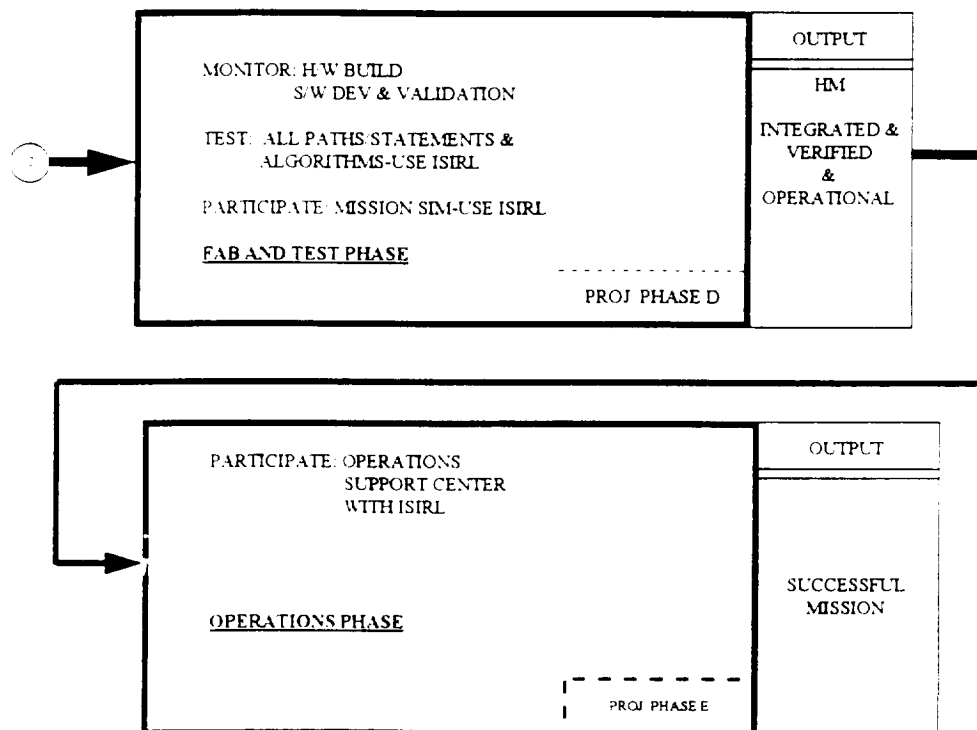 OUTPUT
MONITOR: H/W BUILD
S/W DEV & VALIDATION
TEST: ALL PATHS/STATEMENTS &
ALGORITHMS-USE ISIRL
PARTICIPATE: MISSION SIM-USE ISIRL
FAB AND TEST PHASE
PROJ PHASE D
HM
INTEGRATED &
VERIFIED
&
OPERATIONAL
OUTPUT
PARTICIPATE: OPERATIONS
SUPPORT CENTER
WITH ISIRL
OPERATIONS PHASE
PROJ PHASE E
SUCCESSFUL
MISSION